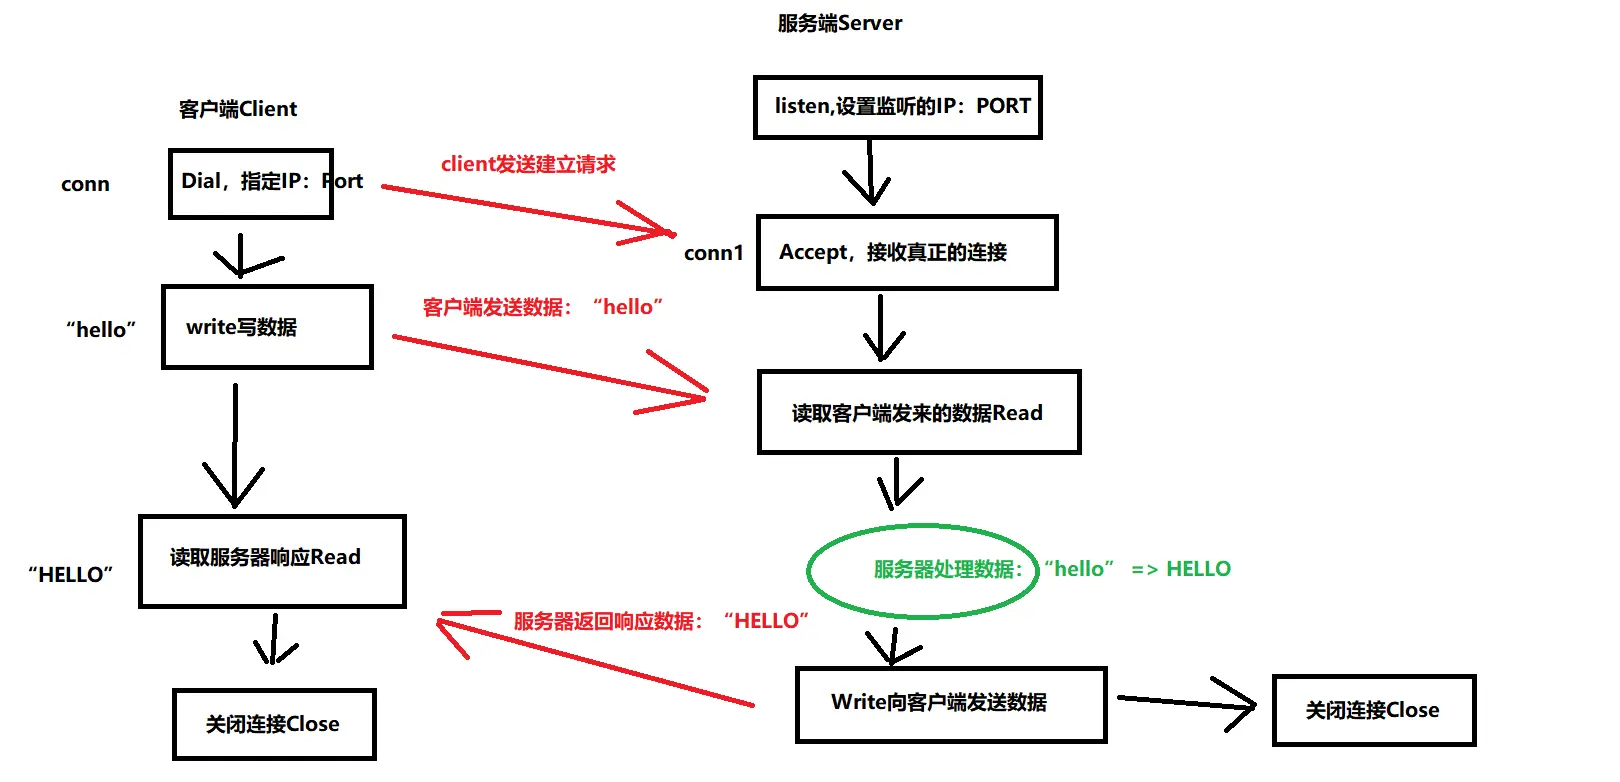 服务端Server
listen,设置监听的IP：PORT
客户端Client
client发送建立请求
conn
Dial，指定IP：Port
conn1
Accept，接收真正的连接
客户端发送数据：“hello”
“hello”
write写数据
读取客户端发来的数据Read
读取服务器响应Read
“HELLO”
服务器处理数据：“hello” => HELLO
服务器返回响应数据：“HELLO”
Write向客户端发送数据
关闭连接Close
关闭连接Close